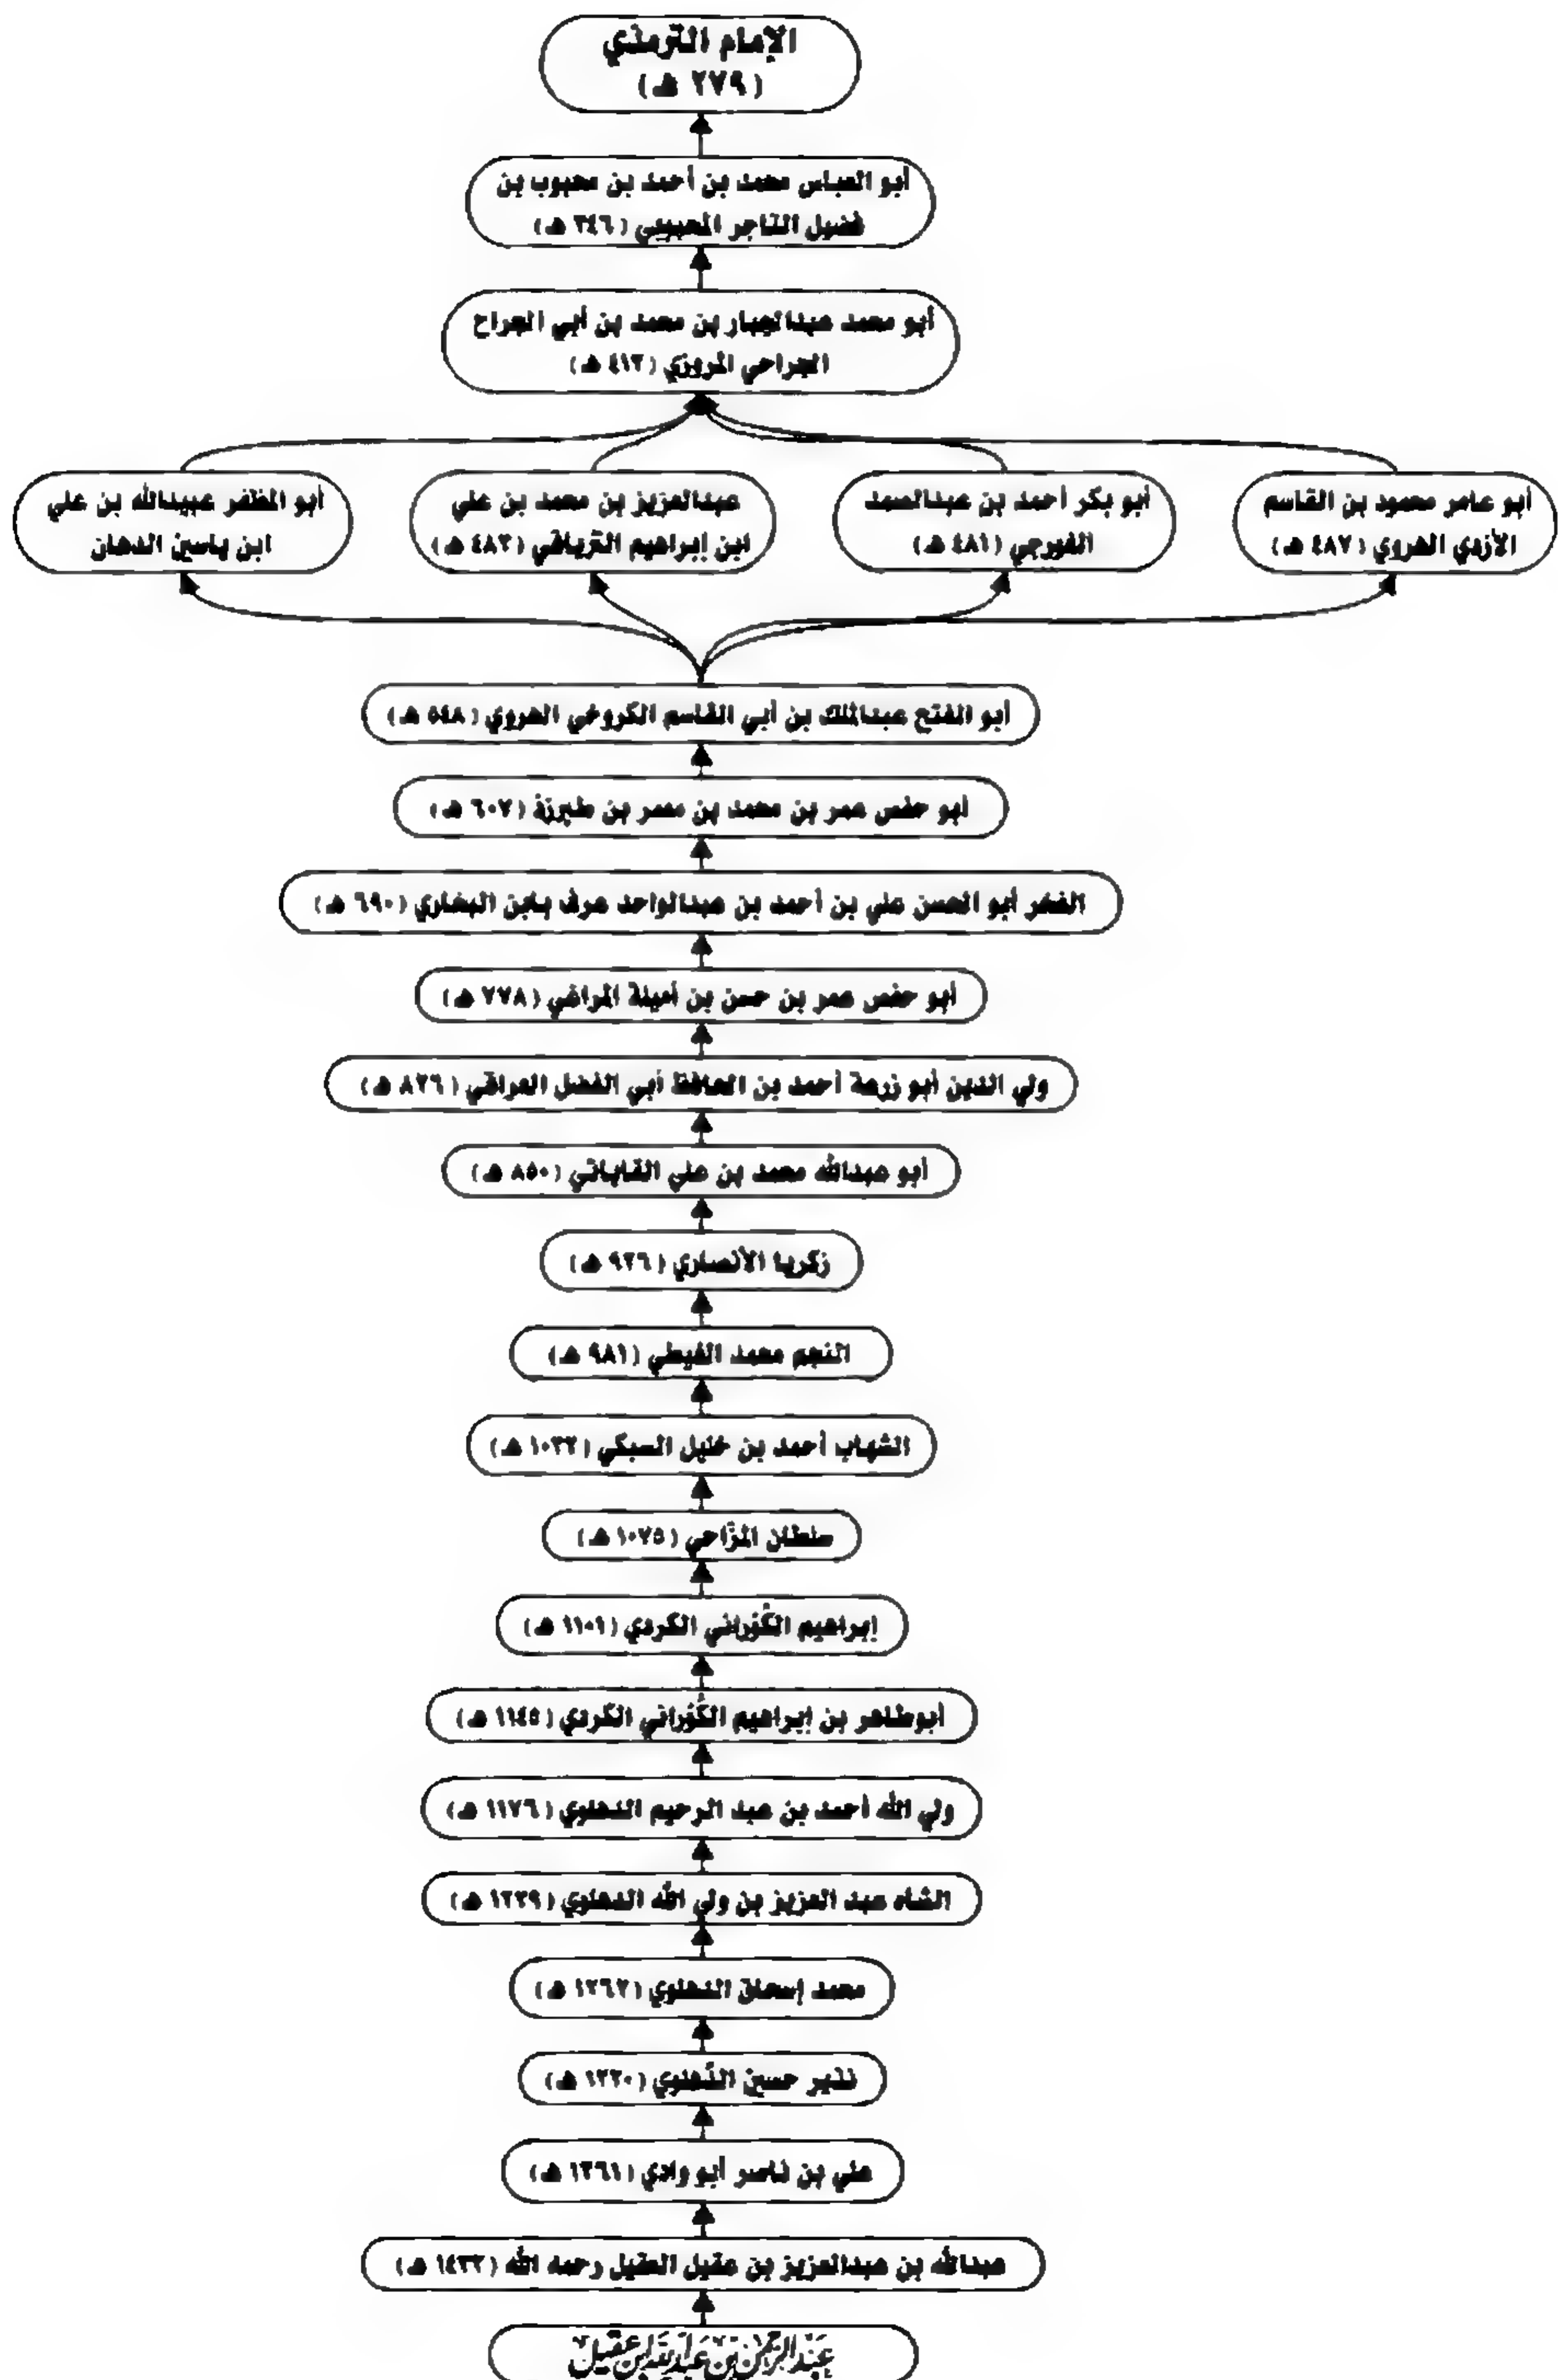 الإمام الترمذي
(٢٧٩ هـ)
أبو العباس محمد بن أحمد بن محبوب بن
فضيل التاجر المحبوبي (٣٤٦ هـ)
أبو محمد عبدالجبار بن محمد بن أبي الجراح
الجراحي المروزي (٤١٢ هـ)
أبو عامر محمود بن القاسم
الأزدي الهروي (٤٨٧ هـ)
أبو بكر أحمد بن عبدالصمد
الغورجي (٤٨١ هـ)
عبدالعزيز بن محمد بن علي
ابن إبراهيم الترياقي (٤٨٣ هـ)
أبو المظفر عبيدالله بن علي
ابن ياسين الدهان
أبو الفتح عبدالملك بن أبي القاسم الكروخي الهروي (٥٤٨ هـ)
أبو حفص عمر بن محمد بن معمر بن طبرزة (٦٠٧ هـ)
الفخر أبو الحسن علي بن أحمد بن عبدالواحد عرف بابن البخاري (٦٩٠ هـ)
أبو حفص عمر بن حسن بن أميلة المراغي (٧٧٨ هـ)
ولي الدين أبو زرعة أحمد بن الحافظ أبي الفضل العراقي (٨٢٦ هـ)
أبو عبدالله محمد بن علي القاياتي (٨٥٠ هـ)
زكريا الأنصاري (٩٢٦ هـ)
النجم محمد الغيطي (٩٨١ هـ)
الشهاب أحمد بن خليل السبكي (١٠٣٢ هـ)
سلطان المزّاحي (١٠٧٥ هـ)
إبراهيم الكُوراني الكردي (١١٠١ هـ)
أبوطاهر بن إبراهيم الكُوراني الكردي (١١٤٥ هـ)
ولي الله أحمد بن عبد الرحيم الدهلوي (١١٧٦ هـ)
الشاه عبد العزيز بن ولي الله الدهلوي (١٢٣٩ هـ)
محمد إسحاق الدهلوي (١٢٦٢ هـ)
نذير حسين الدهلوي (١٣٢٠ هـ)
علي بن ناصر أبو وادي (١٣٦١ هـ)
عبدالله بن عبدالعزيز بن عقيل العقيل رحمه الله (١٤٣٢ هـ)
عبد الرحمن بن عبد الله ابن عقيل